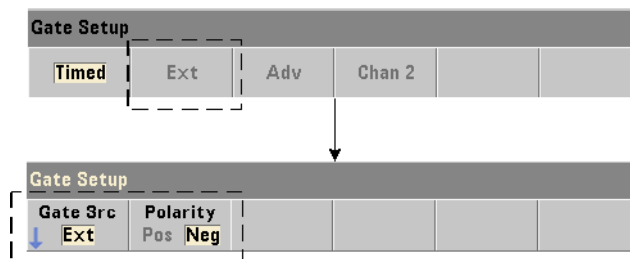 Gate Setup
Timed Ext Adv Chan 2
Gate Setup
Gate Src Polarity
Ext Pos Neg